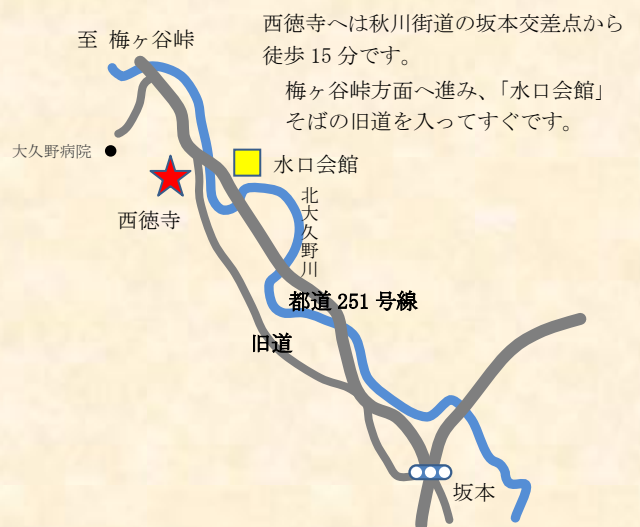 西徳寺へは秋川街道の坂本交差点から
徒歩 15 分です。
梅ヶ谷峠方面へ進み、「水口会館」
そばの旧道を入ってすぐです。
至 梅ヶ谷峠
大久野病院
水口会館
西徳寺
北大久野川
都道 251 号線
旧道
坂本